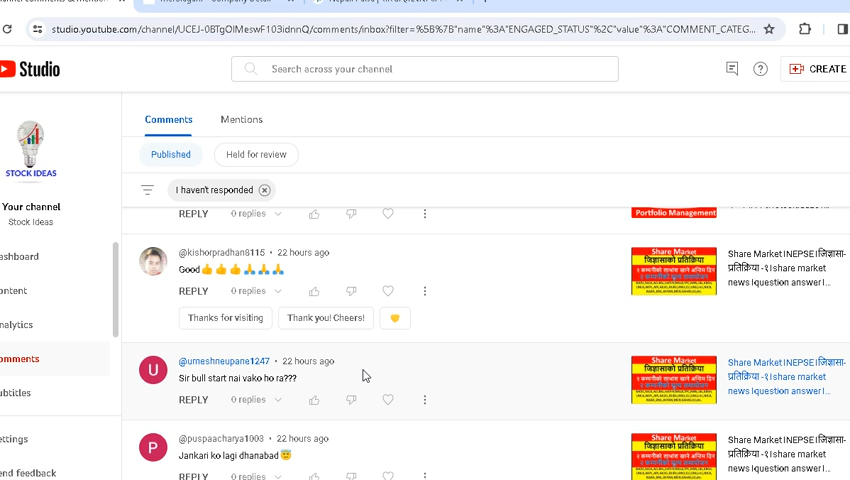 studio.youtube.com/channel/UCEJ-0BTgOlMeswF103idnnQ/comments/inbox?filter=%5B%7B"name"%3A"ENGAGED_STATUS"%2C"value"%3A"COMMENT_CATEG...
Studio
Search across your channel
CREATE
Comments
Mentions
Published
Held for review
STOCK IDEAS
I haven't responded
Your channel
Stock Ideas
REPLY
0 replies
Portfolio Management
@kishorpradhan8115 • 22 hours ago
Good👍👍👍🙏🙏🙏
REPLY
0 replies
Thanks for visiting
Thank you! Cheers!
Share Market
जिज्ञासाको प्रतिक्रिया
Share Market INEPSE Iजिज्ञासा-
प्रतिक्रिया -१ I share market
news Iquestion answer I...
ashboard
ontent
nalytics
omments
ubtitles
ettings
end feedback
@umeshneupane1247 • 22 hours ago
Sir bull start nai vako ho ra???
REPLY
0 replies
Share Market
जिज्ञासाको प्रतिक्रिया
Share Market INEPSE Iजिज्ञासा-
प्रतिक्रिया -१ I share market
news Iquestion answer I...
@puspaacharya1003 • 22 hours ago
Jankari ko lagi dhanabad😇
REPLY
0 replies
Share Market
जिज्ञासाको प्रतिक्रिया
Share Market INEPSE Iजिज्ञासा-
प्रतिक्रिया -१ I share market
news Iquestion answer I...